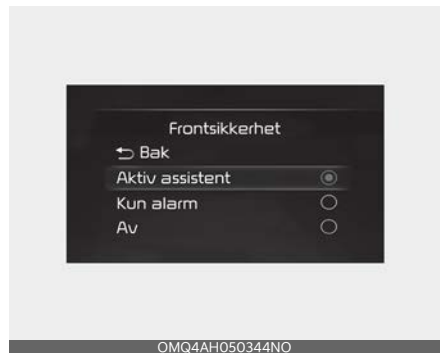 Frontsikkerhet
Bak
Aktiv assistent
Kun alarm
Av
OMQ4AH050344NO